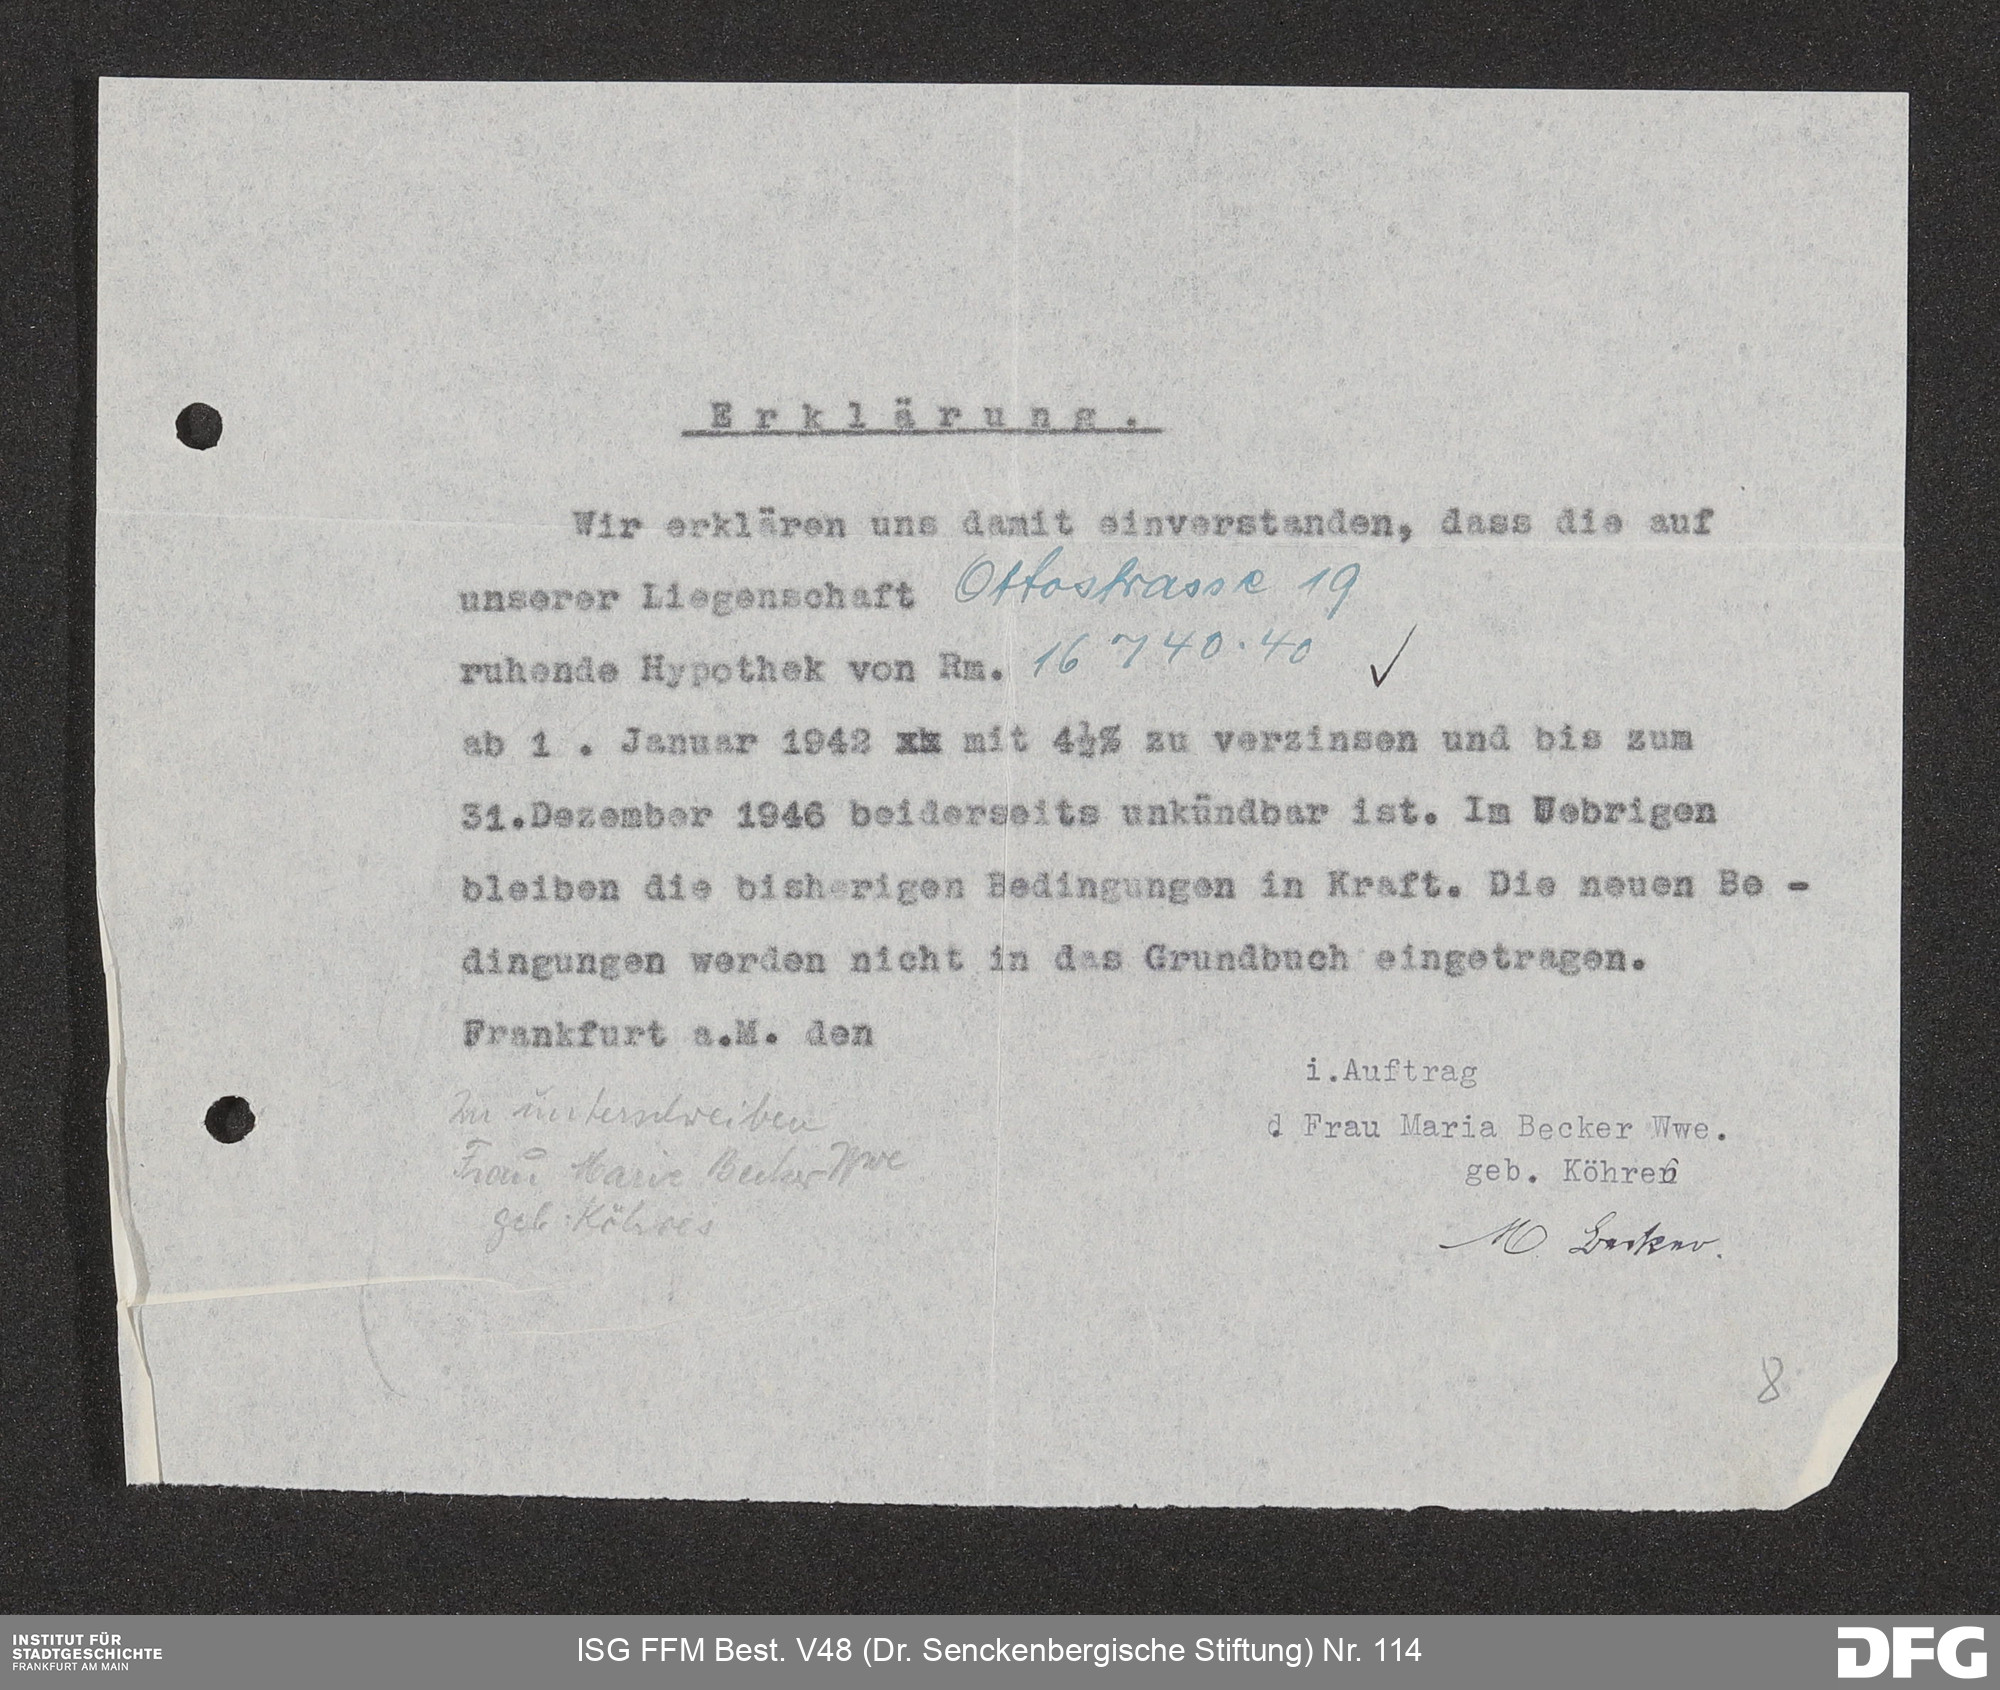 Erklärung.
Wir erklären uns damit einverstanden, dass die auf
unserer Liegenschaft Ottostrasse 19
ruhende Hypothek von Rm. 16740.40 ✓
ab 1 . Januar 1942 xx mit 4½% zu verzinsen und bis zum
31.Dezember 1946 beiderseits unkündbar ist. Im Uebrigen
bleiben die bisherigen Bedingungen in Kraft. Die neuen Be -
dingungen werden nicht in das Grundbuch eingetragen.
Frankfurt a.M. den
i.Auftrag
d Frau Maria Becker Wwe.
geb. Köhres
M. Becker.
Zu unterschreiben
Frau Marie Becker Wwe
geb. Köhres
8
INSTITUT FÜR
STADTGESCHICHTE
FRANKFURT AM MAIN
ISG FFM Best. V48 (Dr. Senckenbergische Stiftung) Nr. 114
DFG